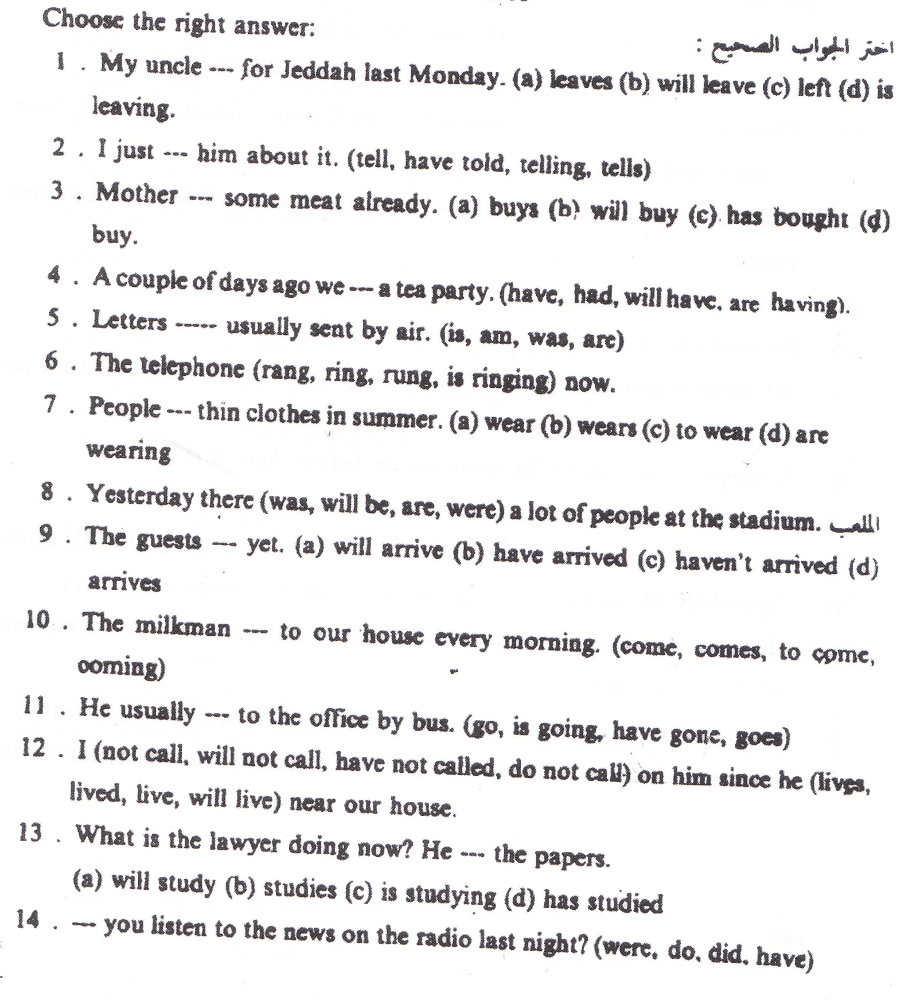 Choose the right answer:
اختر الجواب الصحيح :
1 . My uncle --- for Jeddah last Monday. (a) leaves (b) will leave (c) left (d) is
leaving.
2 . I just --- him about it. (tell, have told, telling, tells)
3 . Mother --- some meat already. (a) buys (b) will buy (c) has bought (d)
buy.
4 . A couple of days ago we --- a tea party. (have, had, will have, are having).
5 . Letters ----- usually sent by air. (is, am, was, are)
6 . The telephone (rang, ring, rung, is ringing) now.
7 . People --- thin clothes in summer. (a) wear (b) wears (c) to wear (d) are
wearing
8 . Yesterday there (was, will be, are, were) a lot of people at the stadium. اللعب
9 . The guests --- yet. (a) will arrive (b) have arrived (c) haven't arrived (d)
arrives
10 . The milkman --- to our house every morning. (come, comes, to come,
ooming)
11 . He usually --- to the office by bus. (go, is going, have gone, goes)
12 . I (not call, will not call, have not called, do not call) on him since he (lives,
lived, live, will live) near our house.
13 . What is the lawyer doing now? He --- the papers.
(a) will study (b) studies (c) is studying (d) has studied
14 . --- you listen to the news on the radio last night? (were, do, did, have)